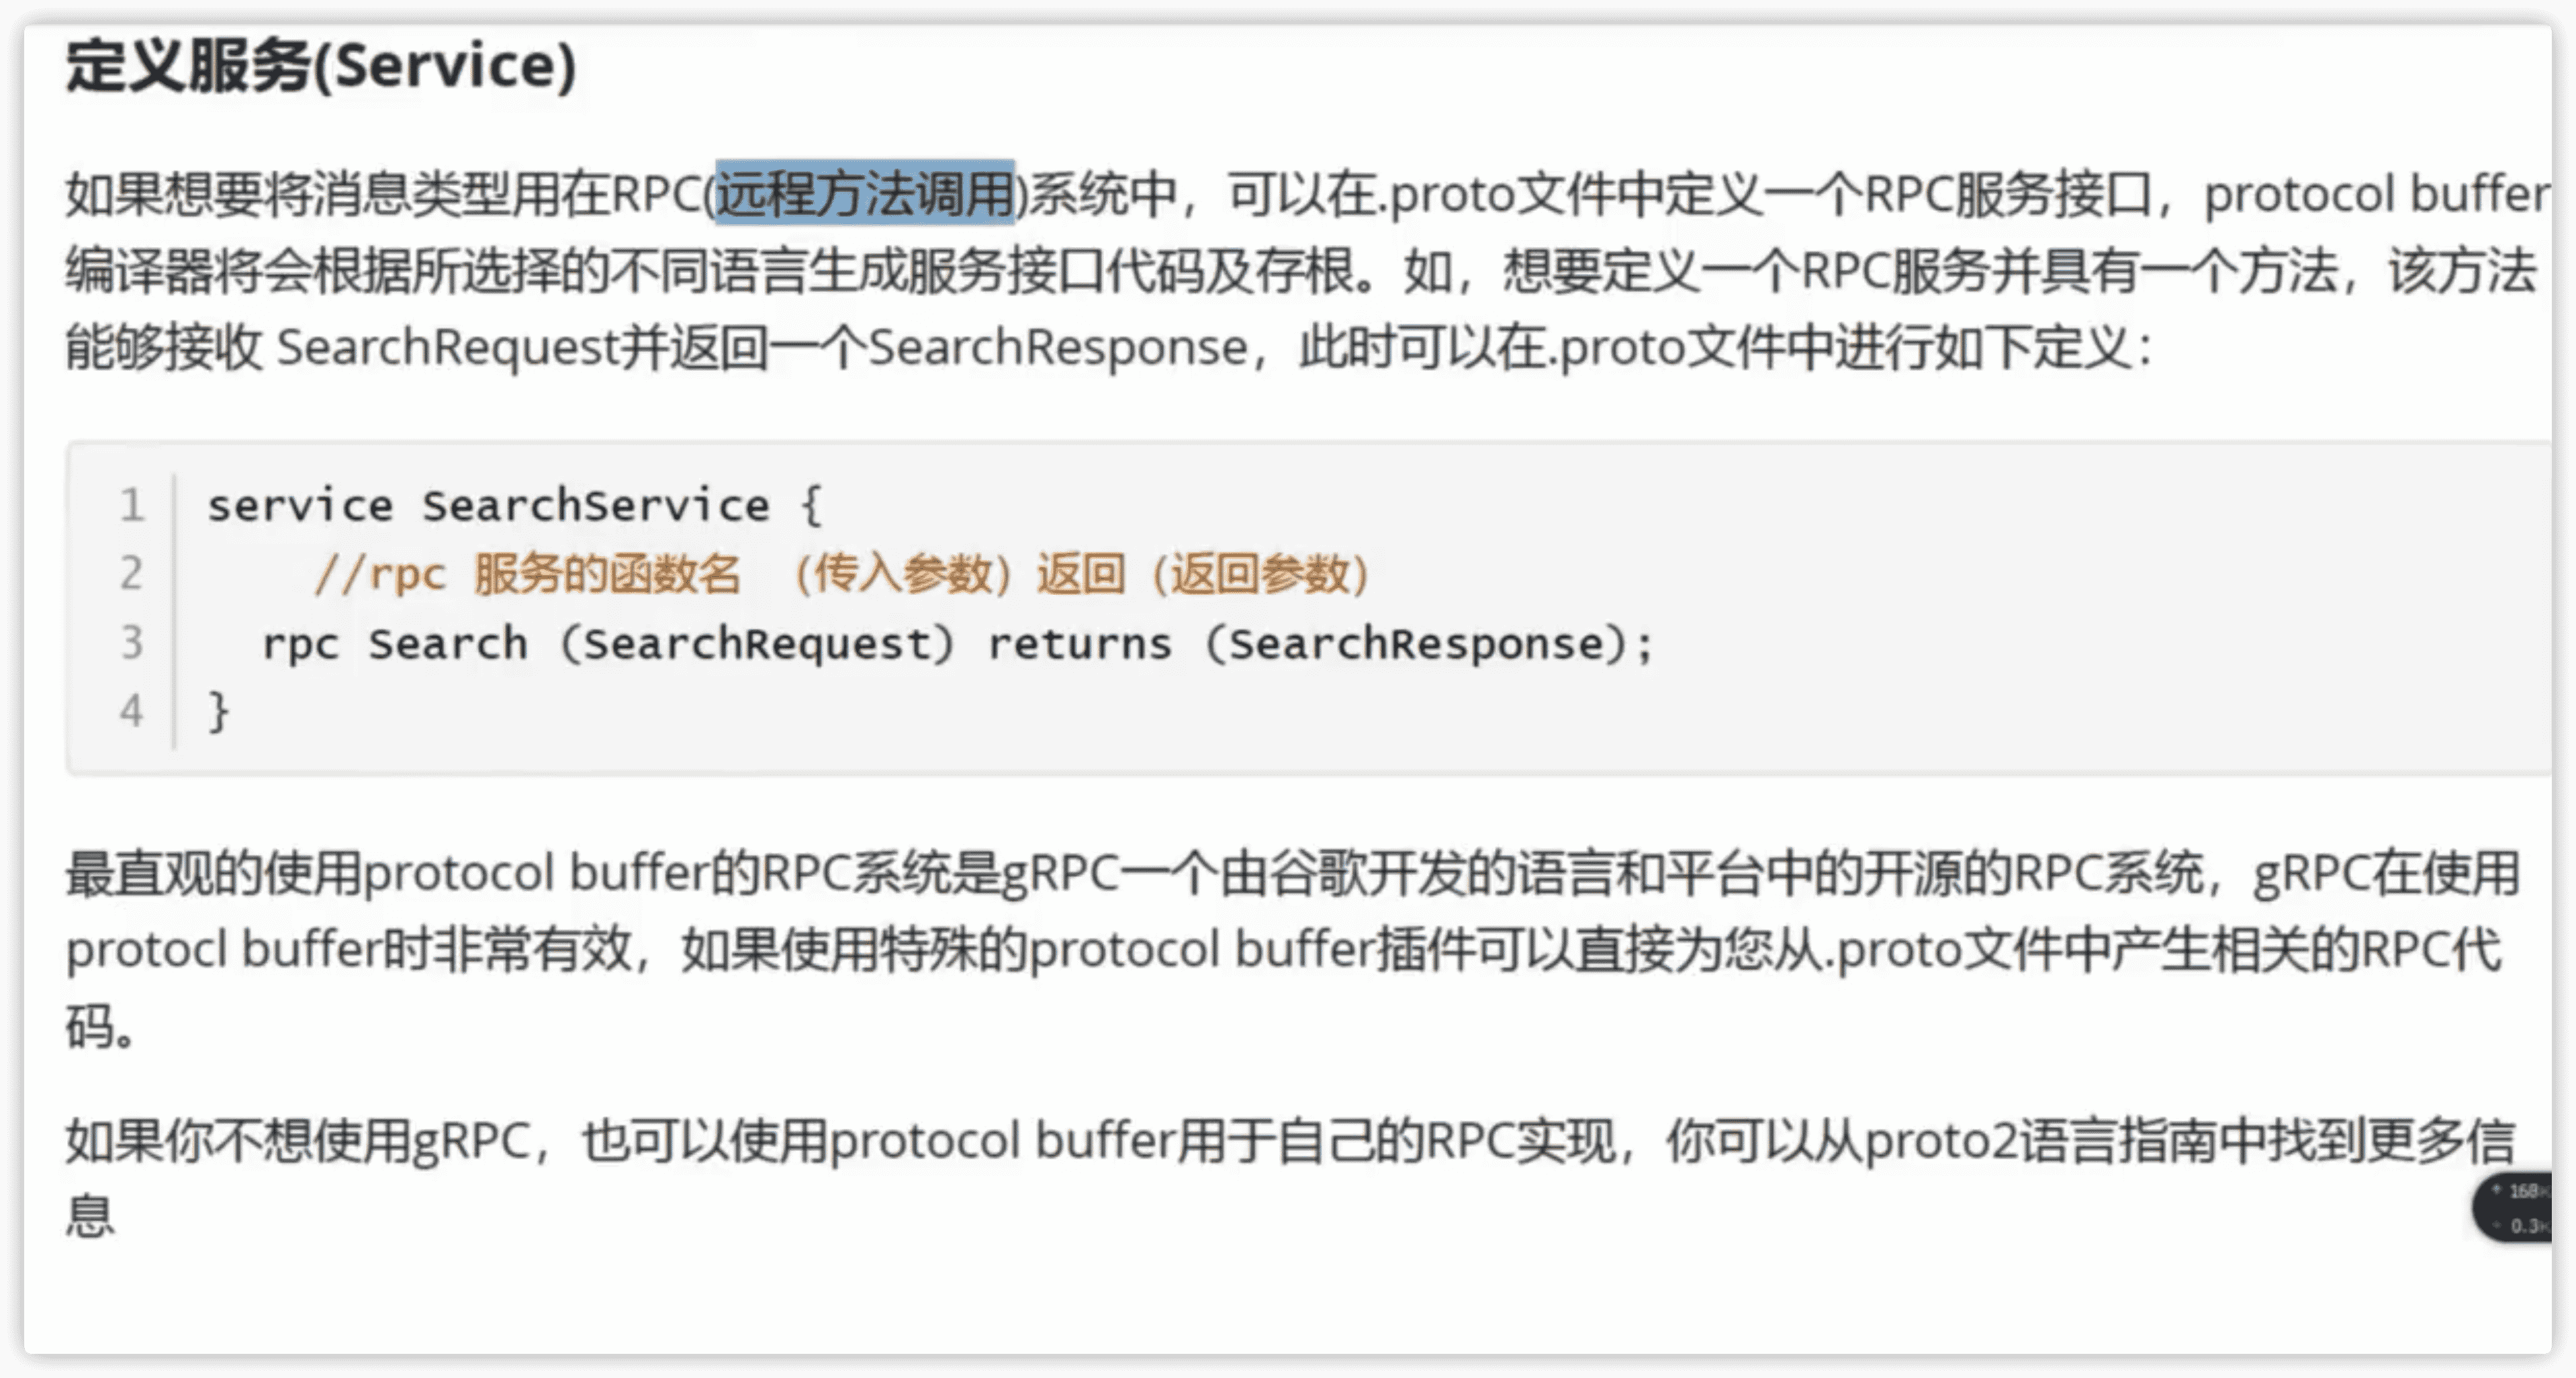 定义服务(Service)
如果想要将消息类型用在RPC(远程方法调用)系统中，可以在.proto文件中定义一个RPC服务接口，protocol buffer
编译器将会根据所选择的不同语言生成服务接口代码及存根。如，想要定义一个RPC服务并具有一个方法，该方法
能够接收 SearchRequest并返回一个SearchResponse，此时可以在.proto文件中进行如下定义：
1 service SearchService {
2 //rpc 服务的函数名 （传入参数）返回（返回参数）
3 rpc Search (SearchRequest) returns (SearchResponse);
4 }
最直观的使用protocol buffer的RPC系统是gRPC一个由谷歌开发的语言和平台中的开源的RPC系统，gRPC在使用
protocl buffer时非常有效，如果使用特殊的protocol buffer插件可以直接为您从.proto文件中产生相关的RPC代
码。
如果你不想使用gRPC，也可以使用protocol buffer用于自己的RPC实现，你可以从proto2语言指南中找到更多信
息
168K
0.3K